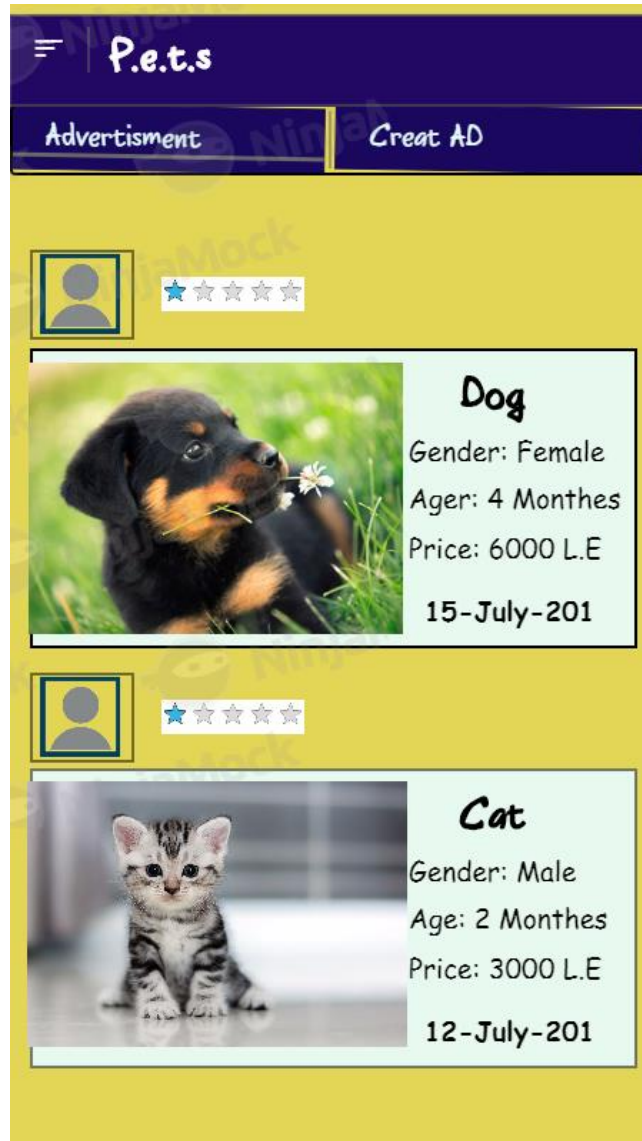 P.e.t.s
Advertisment
Creat AD
Dog
Gender: Female
Ager: 4 Monthes
Price: 6000 L.E
15-July-201
Cat
Gender: Male
Age: 2 Monthes
Price: 3000 L.E
12-July-201
NinjaMock